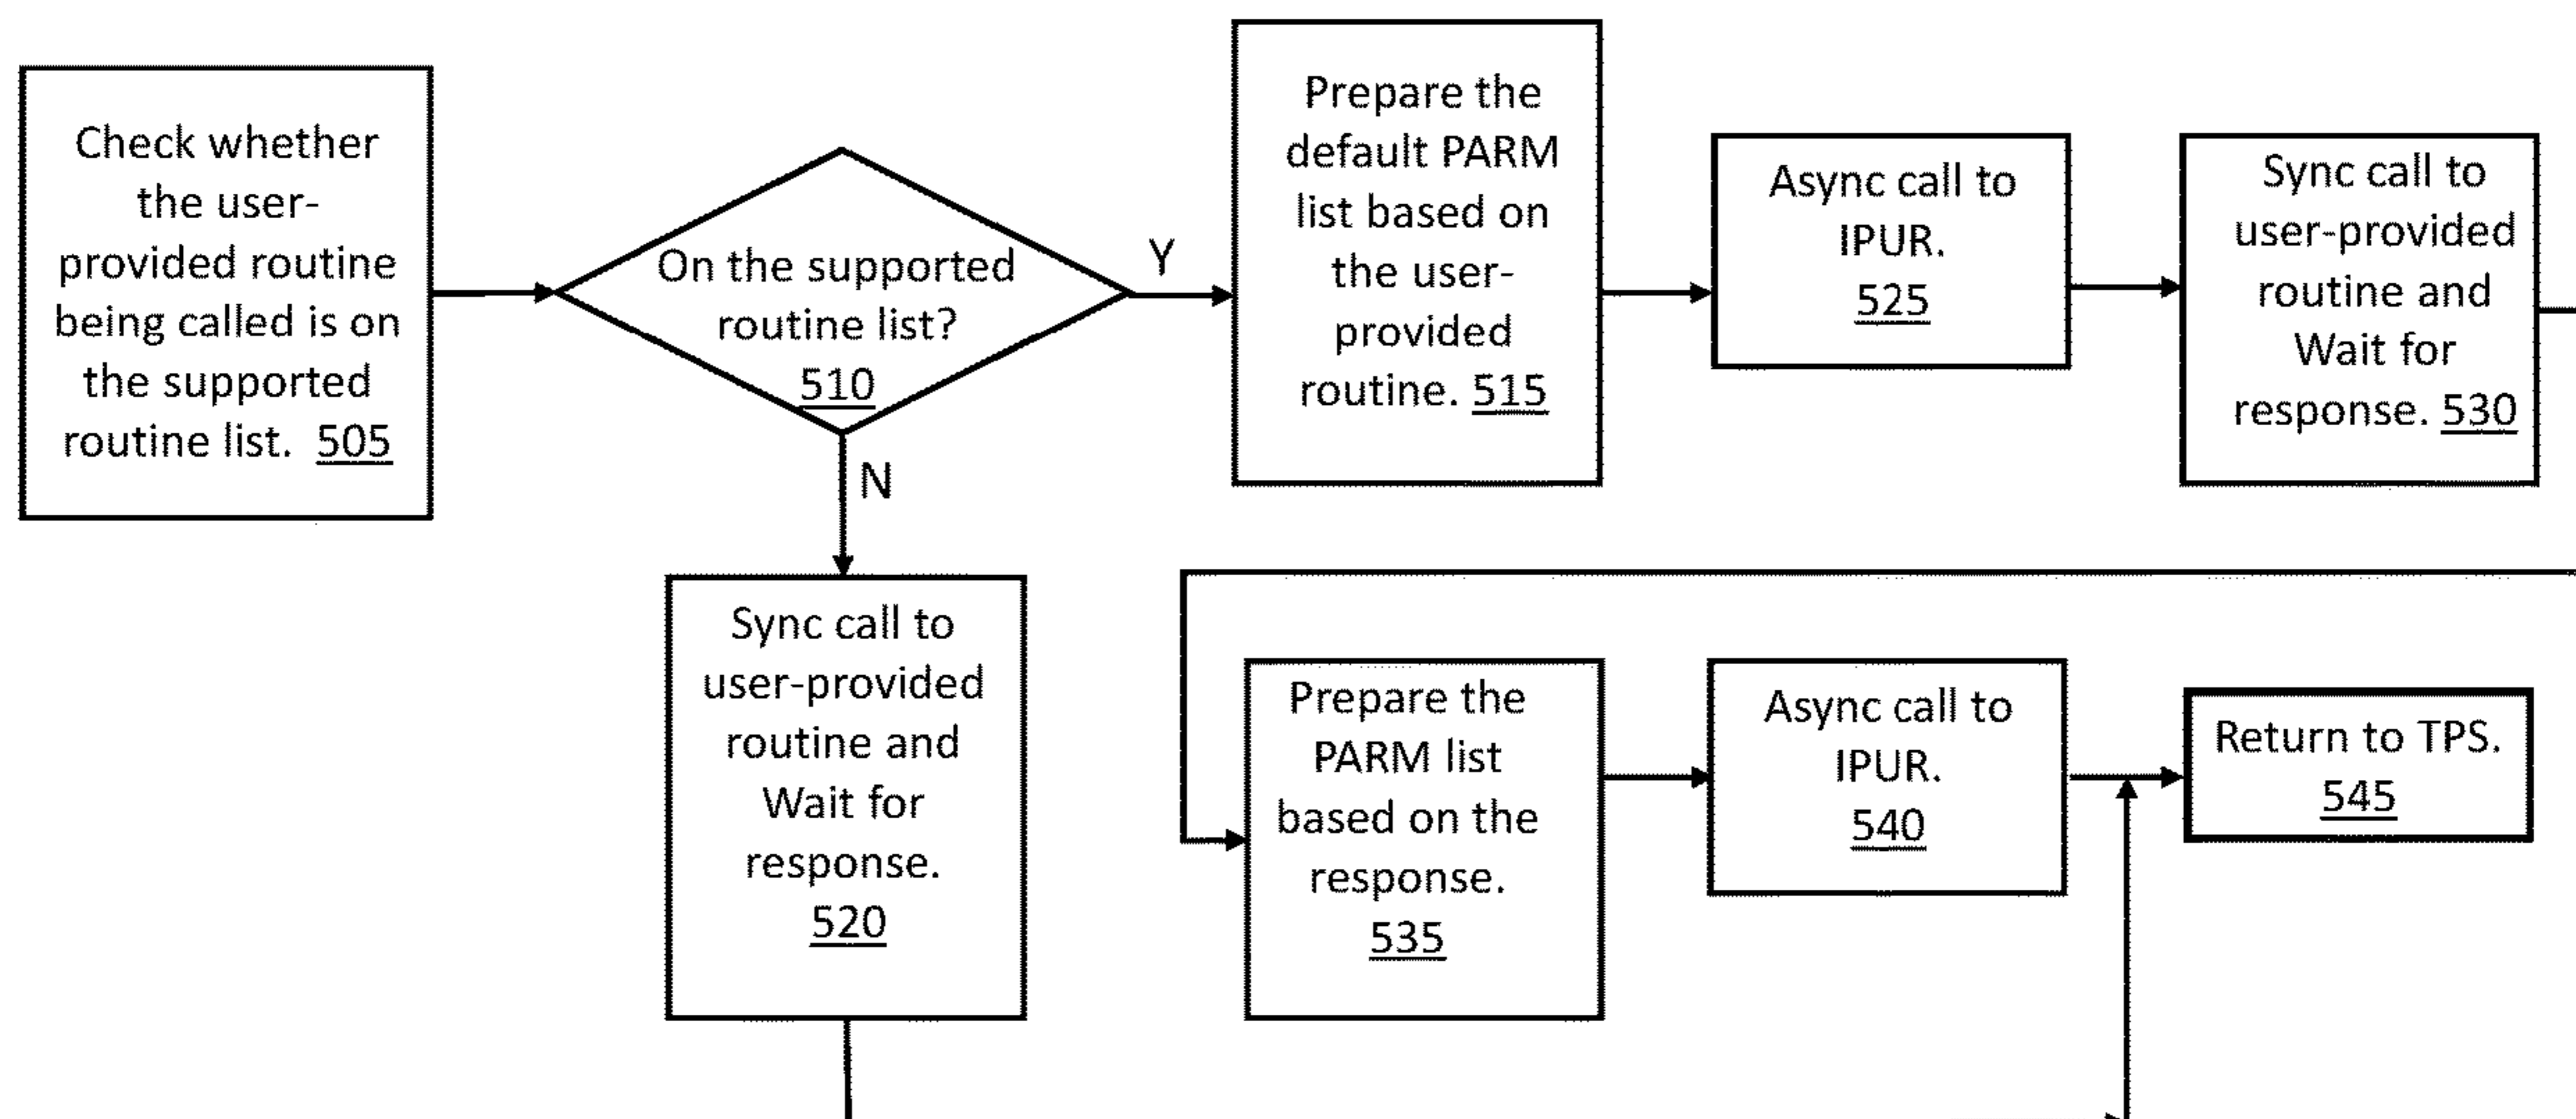 Check whether
the user-
provided routine
being called is on
the supported
routine list. 505
On the supported
routine list?
510
Y
N
Prepare the
default PARM
list based on
the user-
provided
routine. 515
Async call to
IPUR.
525
Sync call to
user-provided
routine and
Wait for
response. 530
Sync call to
user-provided
routine and
Wait for
response.
520
Prepare the
PARM list
based on the
response.
535
Async call to
IPUR.
540
Return to TPS.
545